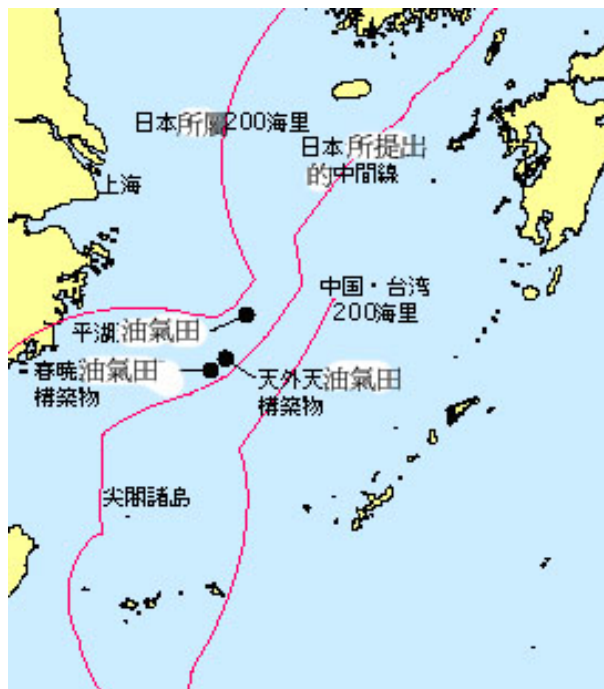 日本所屬200海里
日本所提出
的中間線
上海
中国・台湾
200海里
平湖油氣田
春暁油氣田
構築物
天外天油氣田
構築物
尖閣諸島